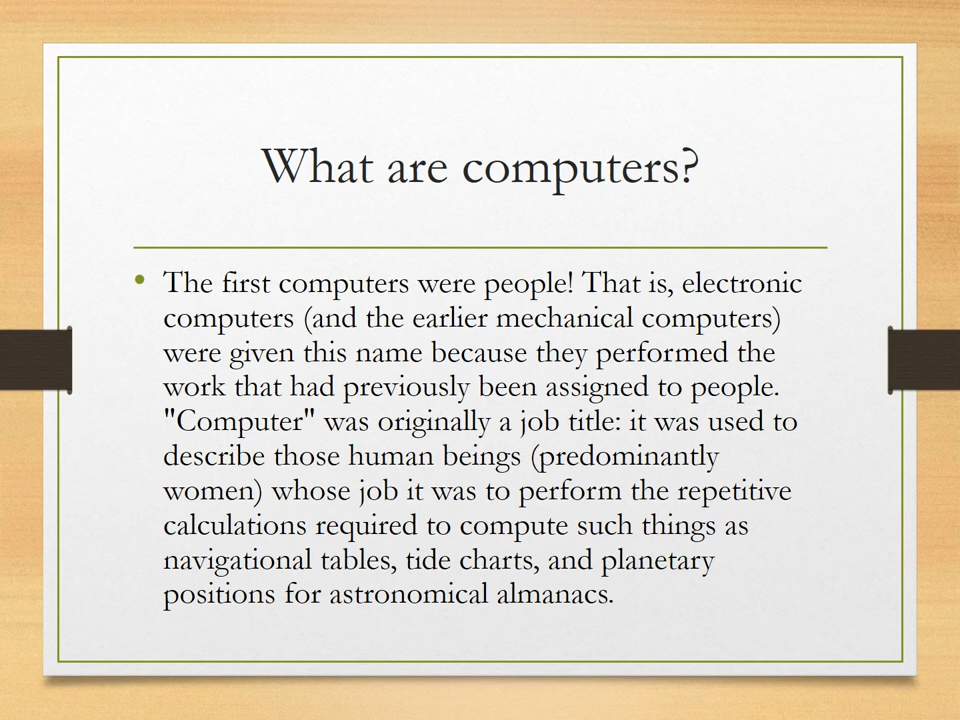 What are computers?
• The first computers were people! That is, electronic
computers (and the earlier mechanical computers)
were given this name because they performed the
work that had previously been assigned to people.
"Computer" was originally a job title: it was used to
describe those human beings (predominantly
women) whose job it was to perform the repetitive
calculations required to compute such things as
navigational tables, tide charts, and planetary
positions for astronomical almanacs.